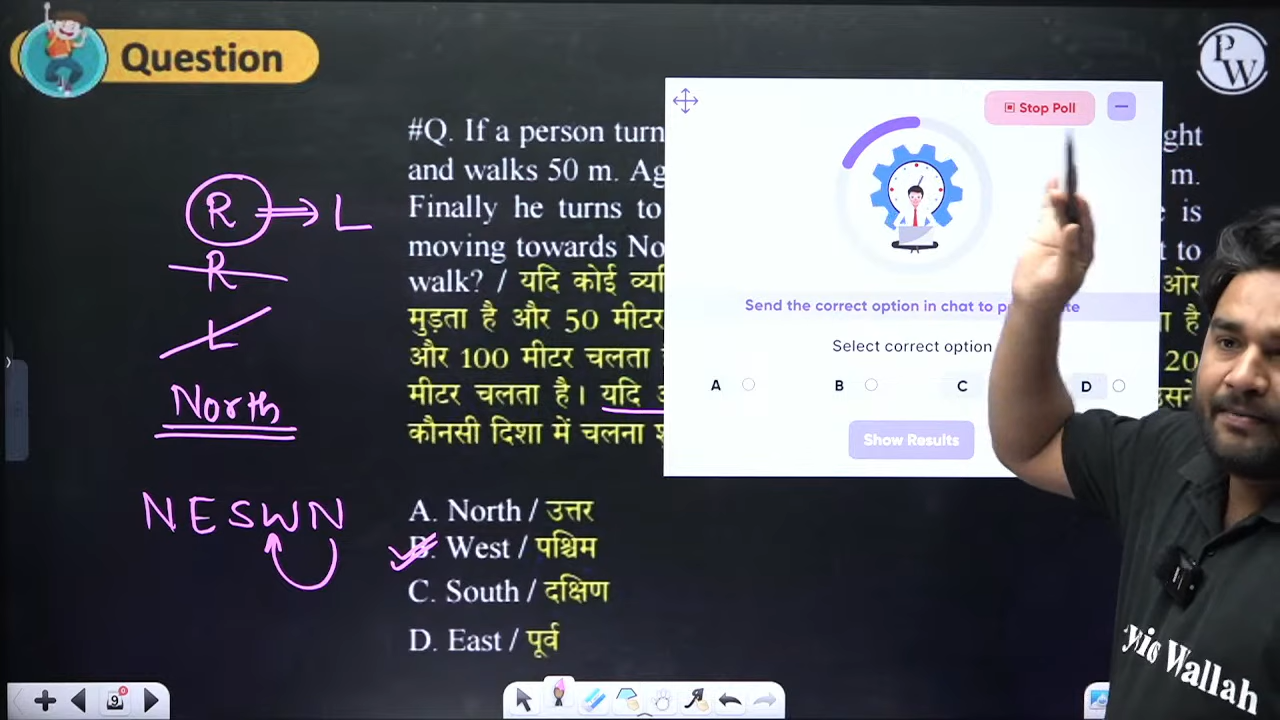 Question
PW
#Q. If a person turn ght
and walks 50 m. Ag m.
Finally he turns to is
moving towards No t to
walk? / यदि कोई व्यि ओर
मुड़ता है और 50 मीटर है
और 100 मीटर चलता 20
मीटर चलता है। यदि
कौनसी दिशा में चलना
Stop Poll
Send the correct option in chat to
Select correct option
A
B
C
D
Show Results
R ⇒ L
R
L
North
N E S W N
A. North / उत्तर
B. West / पश्चिम
C. South / दक्षिण
D. East / पूर्व
9
Wallah